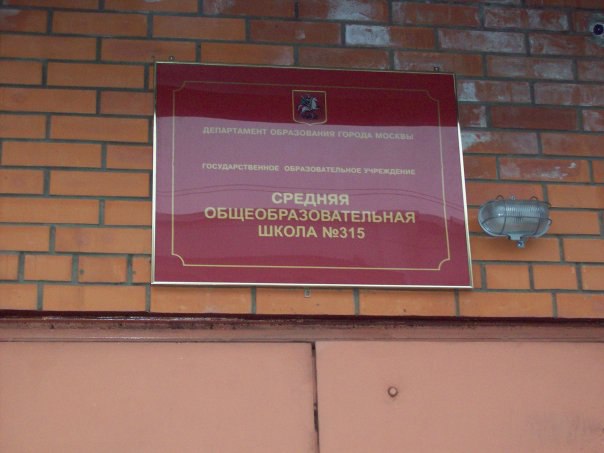 ДЕПАРТАМЕНТ ОБРАЗОВАНИЯ ГОРОДА МОСКВЫ
ГОСУДАРСТВЕННОЕ ОБРАЗОВАТЕЛЬНОЕ УЧРЕЖДЕНИЕ
СРЕДНЯЯ
ОБЩЕОБРАЗОВАТЕЛЬНАЯ
ШКОЛА №315